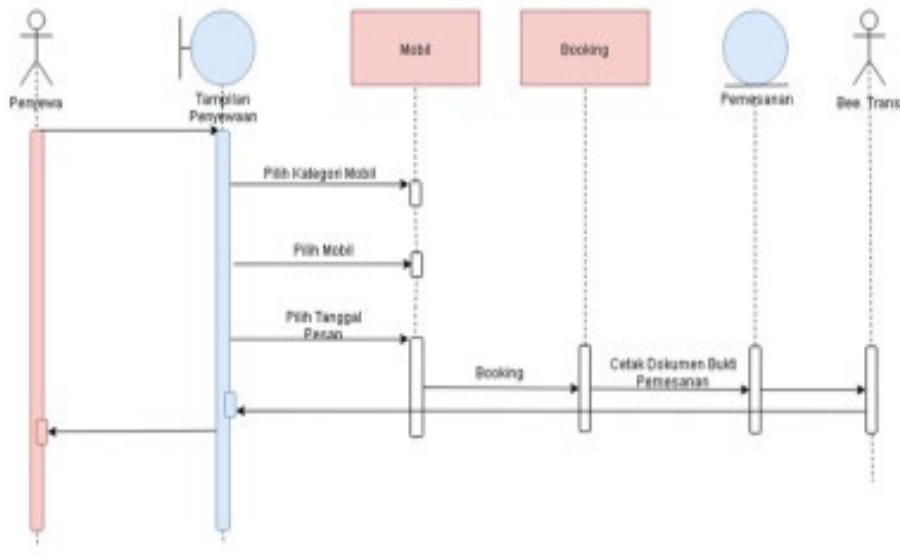 Mobil
Booking
Penyewa
Tampilan
Penyewaan
Pemesanan
Bee. Trans
Pilih Kategori Mobil
Pilih Mobil
Pilih Tanggal
Pesan
Booking
Cetak Dokumen Bukti
Pemesanan